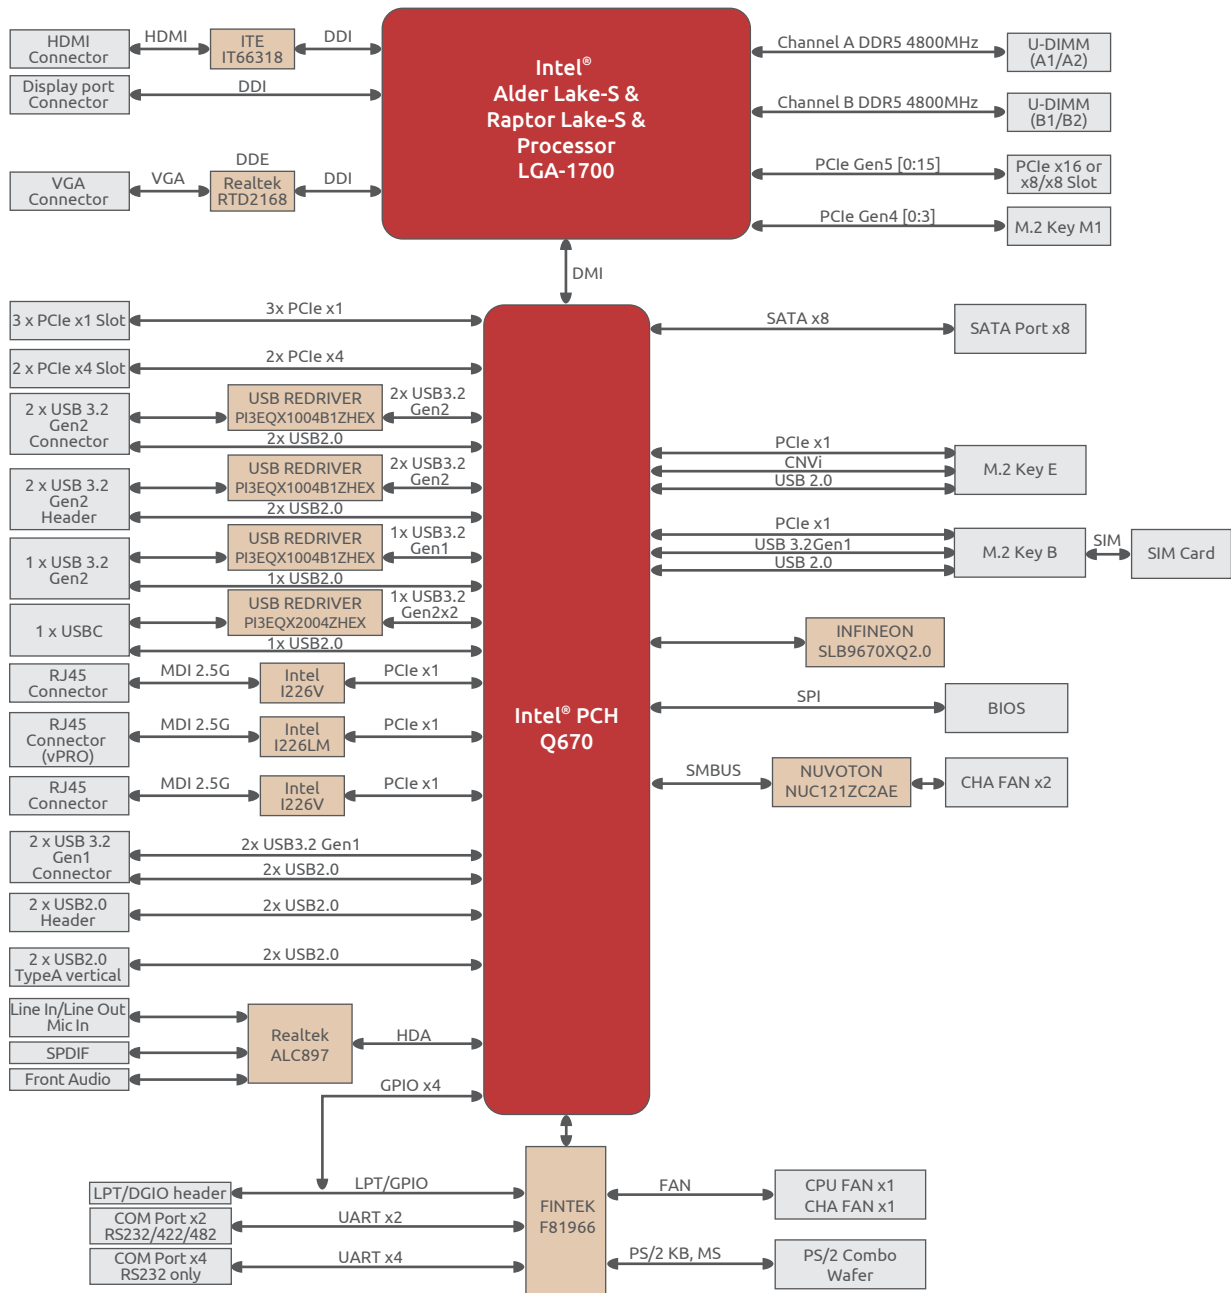 HDMI
Connector
HDMI
ITE
IT66318
DDI
Display port
Connector
DDI
VGA
Connector
VGA
DDE
Realtek
RTD2168
DDI
Intel®
Alder Lake-S &
Raptor Lake-S &
Processor
LGA-1700
Channel A DDR5 4800MHz
U-DIMM
(A1/A2)
Channel B DDR5 4800MHz
U-DIMM
(B1/B2)
PCIe Gen5 [0:15]
PCIe x16 or
x8/x8 Slot
PCIe Gen4 [0:3]
M.2 Key M1
DMI
3 x PCIe x1 Slot
3x PCIe x1
2 x PCIe x4 Slot
2x PCIe x4
2 x USB 3.2
Gen2
Connector
USB REDRIVER
PI3EQX1004B1ZHEX
2x USB3.2
Gen2
2x USB2.0
2 x USB 3.2
Gen2
Header
USB REDRIVER
PI3EQX1004B1ZHEX
2x USB3.2
Gen2
2x USB2.0
1 x USB 3.2
Gen2
USB REDRIVER
PI3EQX1004B1ZHEX
1x USB3.2
Gen1
1x USB2.0
1 x USBC
USB REDRIVER
PI3EQX2004ZHEX
1x USB3.2
Gen2x2
1x USB2.0
RJ45
Connector
MDI 2.5G
Intel
I226V
PCIe x1
RJ45
Connector
(vPRO)
MDI 2.5G
Intel
I226LM
PCIe x1
RJ45
Connector
MDI 2.5G
Intel
I226V
PCIe x1
2 x USB 3.2
Gen1
Connector
2x USB3.2 Gen1
2x USB2.0
2 x USB2.0
Header
2x USB2.0
2 x USB2.0
TypeA vertical
2x USB2.0
Line In/Line Out
Mic In
SPDIF
Front Audio
Realtek
ALC897
HDA
GPIO x4
Intel® PCH
Q670
SATA x8
SATA Port x8
PCIe x1
CNVi
USB 2.0
M.2 Key E
PCIe x1
USB 3.2Gen1
USB 2.0
M.2 Key B
SIM
SIM Card
INFINEON
SLB9670XQ2.0
SPI
BIOS
SMBUS
NUVOTON
NUC121ZC2AE
CHA FAN x2
LPT/DGIO header
LPT/GPIO
COM Port x2
RS232/422/482
UART x2
COM Port x4
RS232 only
UART x4
FINTEK
F81966
FAN
CPU FAN x1
CHA FAN x1
PS/2 KB, MS
PS/2 Combo
Wafer